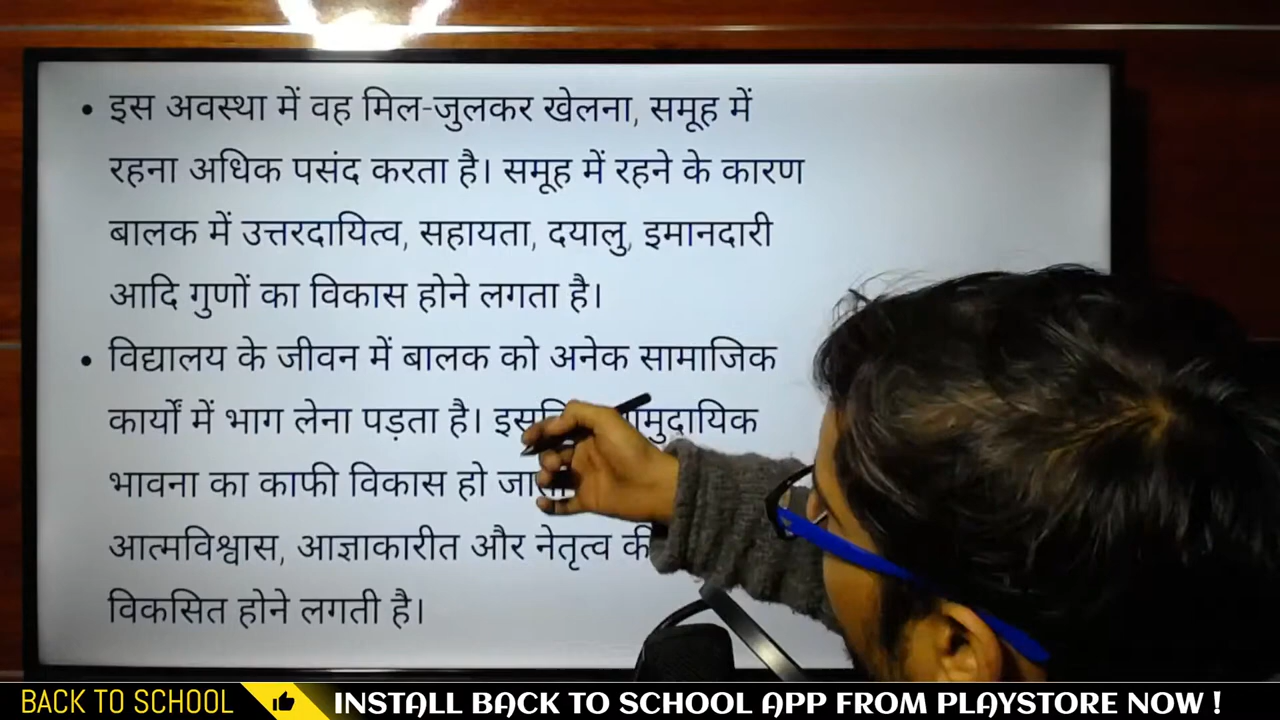 • इस अवस्था में वह मिल-जुलकर खेलना, समूह में
रहना अधिक पसंद करता है। समूह में रहने के कारण
बालक में उत्तरदायित्व, सहायता, दयालु, इमानदारी
आदि गुणों का विकास होने लगता है।
• विद्यालय के जीवन में बालक को अनेक सामाजिक
कार्यों में भाग लेना पड़ता है।
भावना का काफी विकास हो
आत्मविश्वास, आज्ञाकारीत और नेतृत्व की
विकसित होने लगती है।
BACK TO SCHOOL INSTALL BACK TO SCHOOL APP FROM PLAYSTORE NOW !